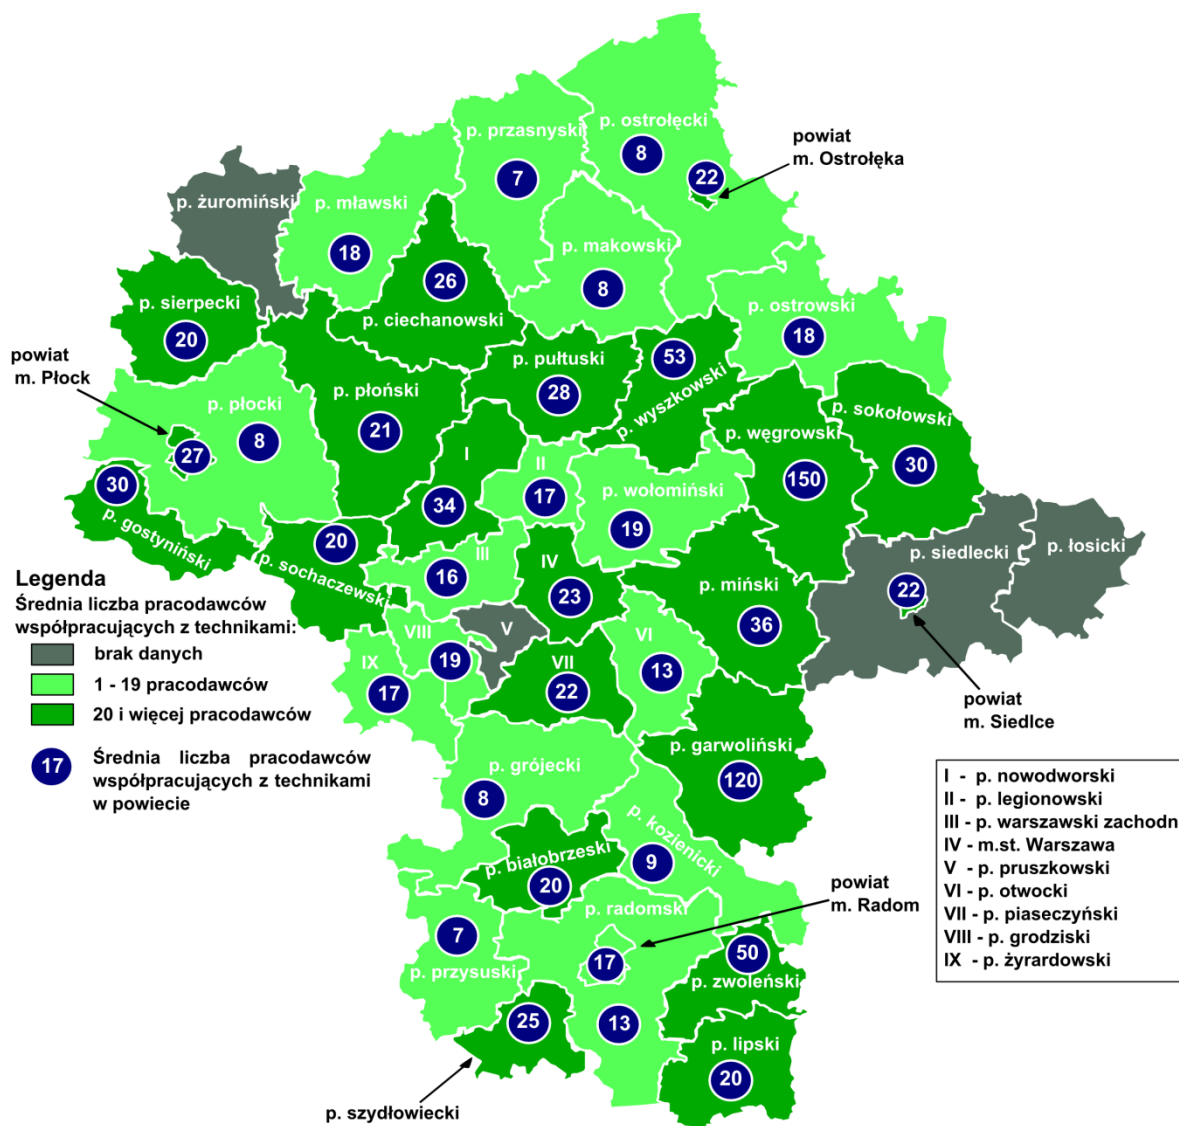 p. przasnyski
7
p. ostrołęcki
8
22
powiat
m. Ostrołęka
p. żuromiński
p. mławski
18
p. makowski
8
26
p. ciechanowski
p. sierpecki
20
p. ostrowski
18
powiat
m. Płock
p. pułtuski
28
53
p. wyszkowski
p. płocki
8
27
p. płoński
21
p. węgrowski
150
p. sokołowski
30
30
p. gostyniński
I
34
II
17
p. wołomiński
19
20
p. sochaczewski
III
16
IV
23
p. miński
36
p. siedlecki
22
p. łosicki
powiat
m. Siedlce
Legenda
Średnia liczba pracodawców
współpracujących z technikami:
brak danych
1 - 19 pracodawców
20 i więcej pracodawców
17
Średnia liczba pracodawców
współpracujących z technikami
w powiecie
VIII
19
V
VI
13
IX
17
VII
22
p. garwoliński
120
p. grójecki
8
p. kozienicki
9
p. białobrzeski
20
p. radomski
13
powiat
m. Radom
17
7
p. przysuski
50
p. zwoleński
25
p. szydłowiecki
p. lipski
20
I - p. nowodworski
II - p. legionowski
III - p. warszawski zachodn
IV - m.st. Warszawa
V - p. pruszkowski
VI - p. otwocki
VII - p. piaseczyński
VIII - p. grodziski
IX - p. żyrardowski